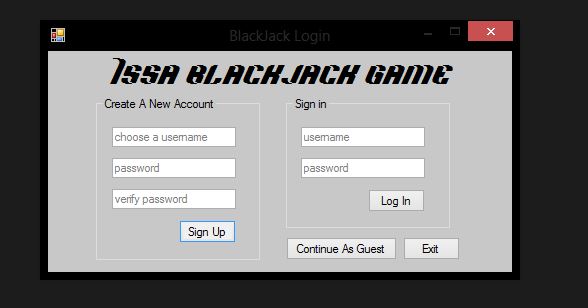 BlackJack Login
Issa BlackJack Game
Create A New Account
choose a username
password
verify password
Sign Up
Sign in
username
password
Log In
Continue As Guest
Exit